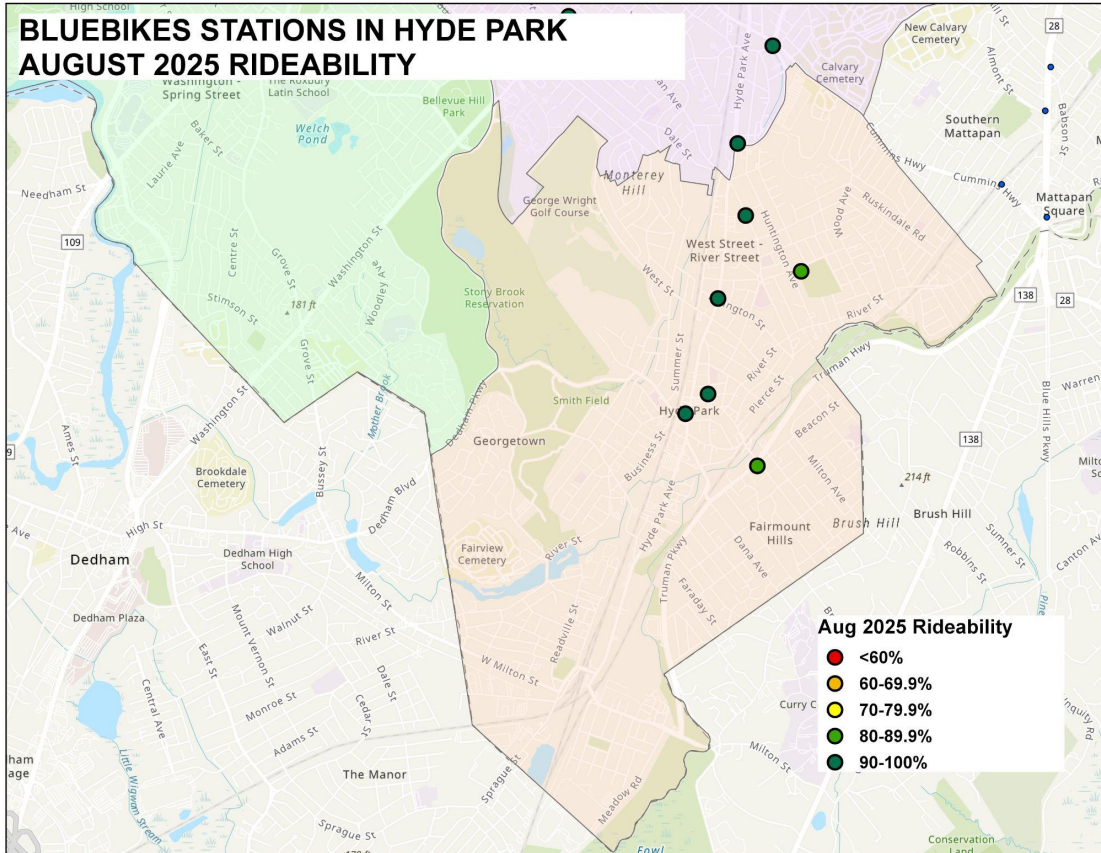 BLUEBIKES STATIONS IN HYDE PARK
AUGUST 2025 RIDEABILITY
High School
Washington -
Spring Street
The Roxbury
Latin School
Bellevue Hill
Park
Welch
Pond
Baker St
Laurie Ave
Needham St
109
Centre St
Grove St
Washington St
Woodley Ave
Stimson St
181 ft
Grove St
Mother Brook
Dedham Pkwy
Stony Brook
Reservation
George Wright
Golf Course
Monterey
Hill
Dale St
Hyde Park Ave
Calvary
Cemetery
New Calvary
Cemetery
28
Almont St
Babson St
Southern
Mattapan
Cummins Hwy
Cummins Hwy
Mattapan
Square
Wood Ave
Ruskindale Rd
Huntington Ave
West Street -
River Street
West St
ngton St
River St
138
28
Truman Hwy
Summer St
River St
Pierce St
Smith Field
Hyde Park
Beacon St
Georgetown
Business St
Milton Ave
138
Blue Hills Pkwy
Warren
214 ft
Brush Hill
Brush Hill
Fairmount
Hills
Dana Ave
Hyde Park Ave
Truman Pkwy
Faraday St
Robbins St
Sumner St
Canton Av
Washington St
Ames St
Brookdale
Cemetery
Bussey St
Dedham Blvd
High St
Dedham
Dedham High
School
Fairview
Cemetery
River St
Milton St
Dedham Plaza
Walnut St
River St
Mount Vernon St
East St
Dale St
Monroe St
Cedar St
Central Ave
Adams St
Readville St
W Milton St
The Manor
Sprague St
Little Wigwam Stream
Sprague St
Meadow Rd
Milton St
Fowl
Conservation
Land
Aug 2025 Rideability
<60%
60-69.9%
70-79.9%
80-89.9%
90-100%